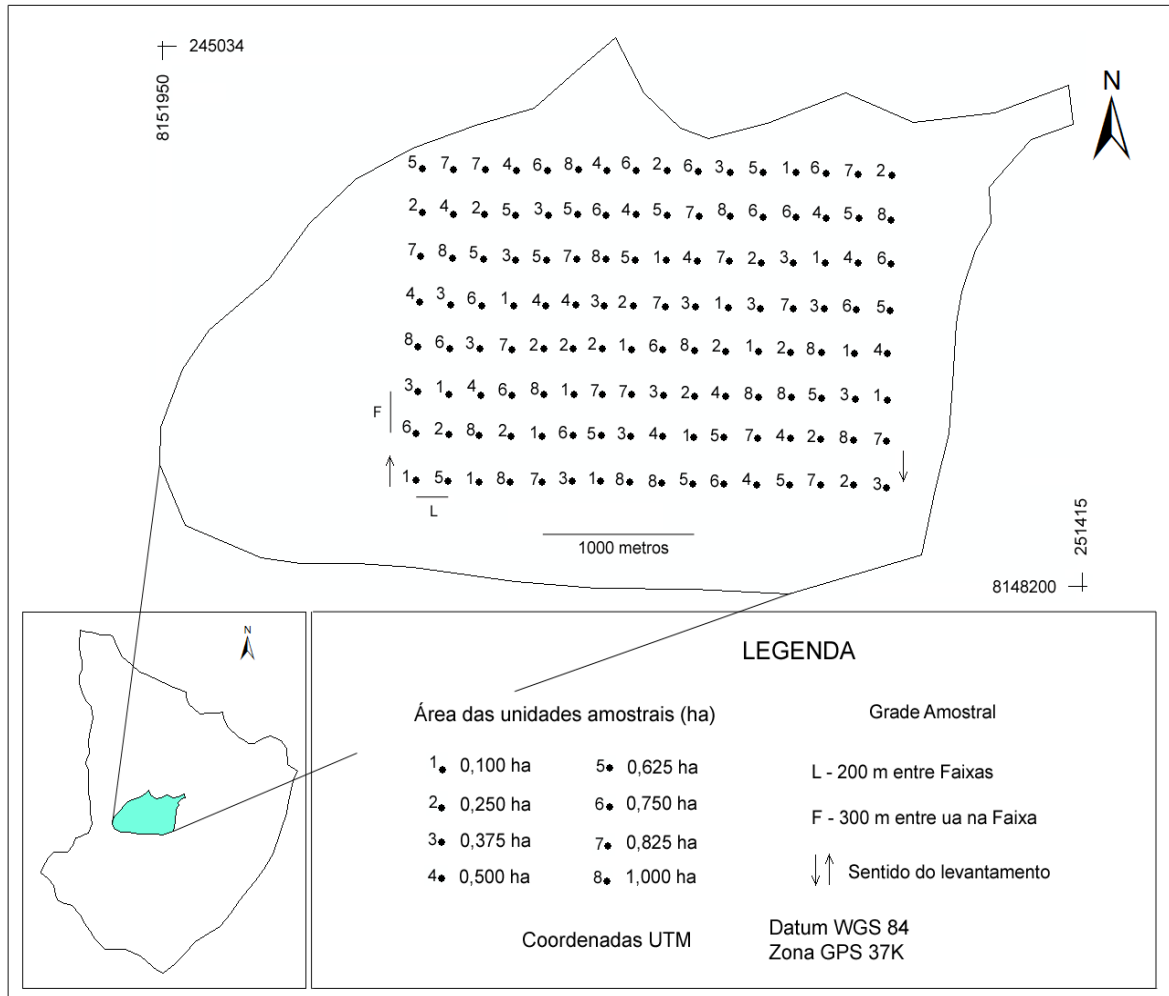 245034
8151950
N
5 7 7 4 6 8 4 6 2 6 3 5 1 6 7 2
2 4 2 5 3 5 6 4 5 7 8 6 6 4 5 8
7 8 5 3 5 7 8 5 1 4 7 2 3 1 4 6
4 3 6 1 4 4 3 2 7 3 1 3 7 3 6 5
8 6 3 7 2 2 2 1 6 8 2 1 2 8 1 4
3 1 4 6 8 1 7 7 3 2 4 8 8 5 3 1
F
6 2 8 2 1 6 5 3 4 1 5 7 4 2 8 7
1 5 1 8 7 3 1 8 8 5 6 4 5 7 2 3
L
1000 metros
251415
8148200
N
LEGENDA
Área das unidades amostrais (ha)
1 0,100 ha
2 0,250 ha
3 0,375 ha
4 0,500 ha
5 0,625 ha
6 0,750 ha
7 0,825 ha
8 1,000 ha
Grade Amostral
L - 200 m entre Faixas
F - 300 m entre ua na Faixa
↓↑ Sentido do levantamento
Coordenadas UTM
Datum WGS 84
Zona GPS 37K